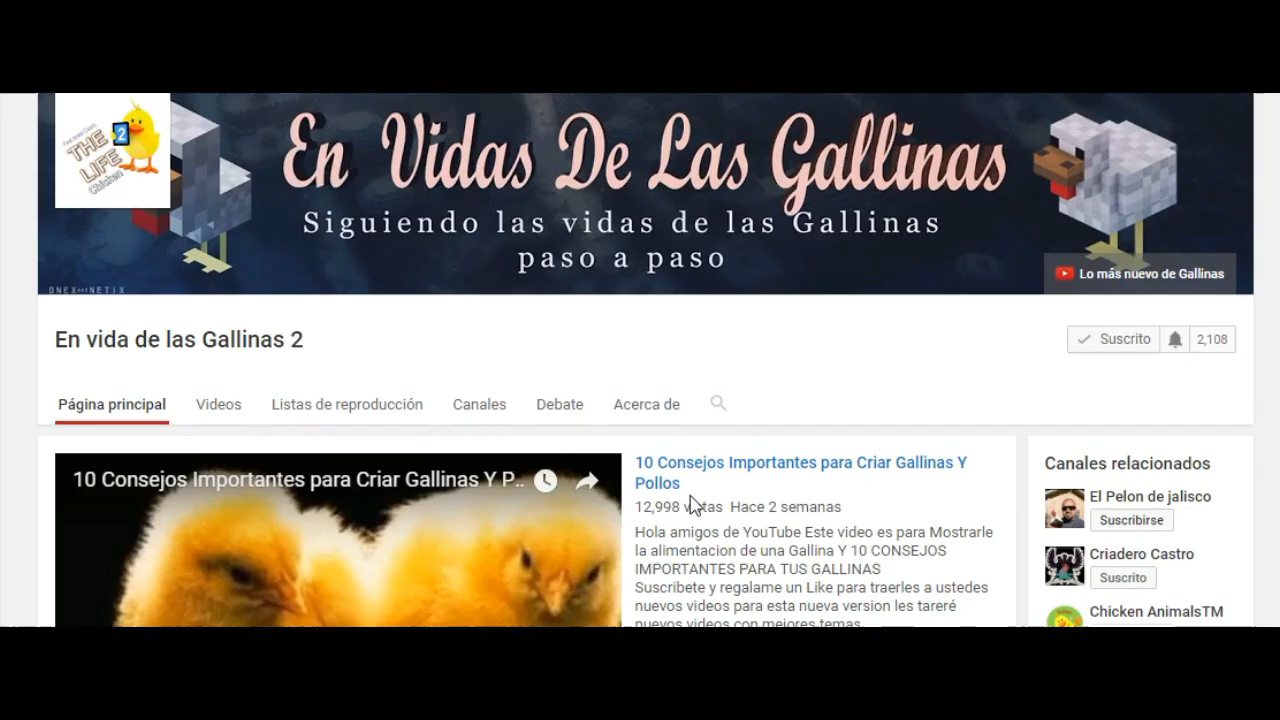 2
THE
LIFE
Chicken
En Vidas De Las Gallinas
Siguiendo las vidas de las Gallinas
paso a paso
Lo más nuevo de Gallinas
En vida de las Gallinas 2
Suscrito
2,108
Página principal
Videos
Listas de reproducción
Canales
Debate
Acerca de
10 Consejos Importantes para Criar Gallinas Y P...
10 Consejos Importantes para Criar Gallinas Y
Pollos
12,998 vistas Hace 2 semanas
Hola amigos de YouTube Este video es para Mostrarle
la alimentacion de una Gallina Y 10 CONSEJOS
IMPORTANTES PARA TUS GALLINAS
Suscribete y regalame un Like para traerles a ustedes
nuevos videos para esta nueva version les tareré
nuevos videos con mejores temas.
Canales relacionados
El Pelon de jalisco
Suscribirse
Criadero Castro
Suscrito
Chicken AnimalsTM